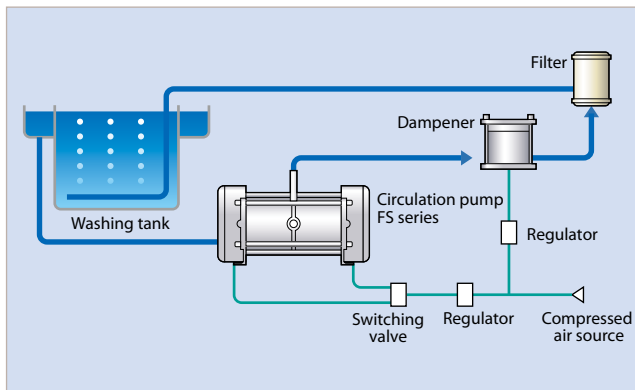 Filter
Dampener
Circulation pump
FS series
Washing tank
Regulator
Switching
valve
Regulator
Compressed
air source